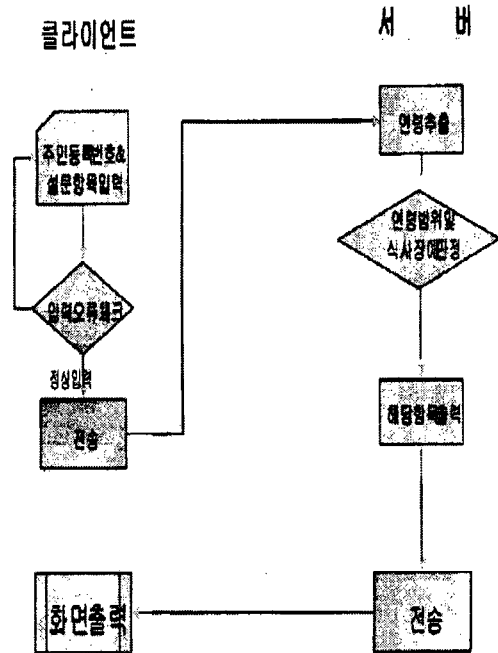 클라이언트
서 버
주민등록번호&
설문항목입력
입력오류체크
정상입력
전송
연령추출
연령범위및
식사장애판정
해당항목출력
전송
화면출력